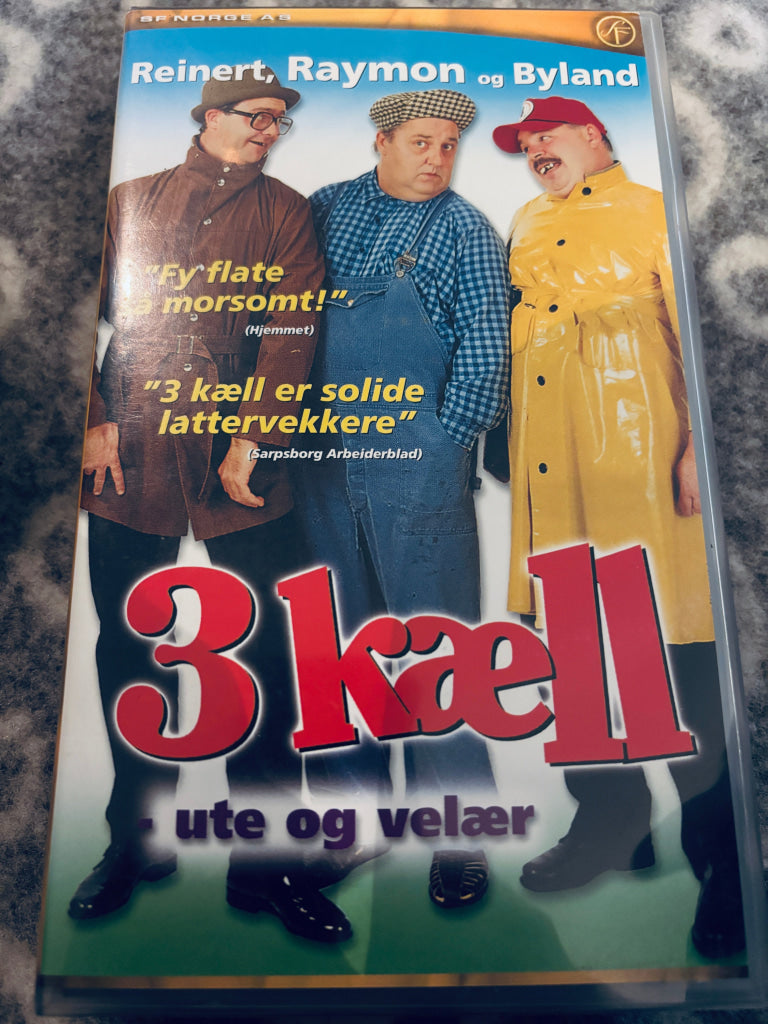 SF NORGE AS
SF
Reinert, Raymon og Byland
"Fy flate
så morsomt!"
(Hjemmet)
"3 kæll er solide
lattervekkere"
(Sarpsborg Arbeiderblad)
3 kæll
- ute og velær